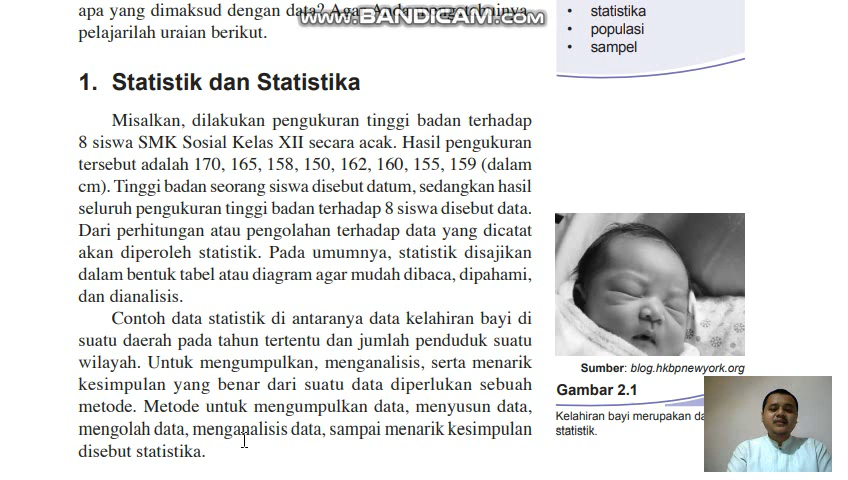 apa yang dimaksud dengan data? Agar Anda
www.BANDICAM.com
pelajarilah uraian berikut.
• statistika
• populasi
• sampel
1. Statistik dan Statistika
Misalkan, dilakukan pengukuran tinggi badan terhadap
8 siswa SMK Sosial Kelas XII secara acak. Hasil pengukuran
tersebut adalah 170, 165, 158, 150, 162, 160, 155, 159 (dalam
cm). Tinggi badan seorang siswa disebut datum, sedangkan hasil
seluruh pengukuran tinggi badan terhadap 8 siswa disebut data.
Dari perhitungan atau pengolahan terhadap data yang dicatat
akan diperoleh statistik. Pada umumnya, statistik disajikan
dalam bentuk tabel atau diagram agar mudah dibaca, dipahami,
dan dianalisis.
Contoh data statistik di antaranya data kelahiran bayi di
suatu daerah pada tahun tertentu dan jumlah penduduk suatu
wilayah. Untuk mengumpulkan, menganalisis, serta menarik
kesimpulan yang benar dari suatu data diperlukan sebuah
metode. Metode untuk mengumpulkan data, menyusun data,
mengolah data, menganalisis data, sampai menarik kesimpulan
disebut statistika.
Sumber: blog.hkbpnewyork.org
Gambar 2.1
Kelahiran bayi merupakan
statistik.